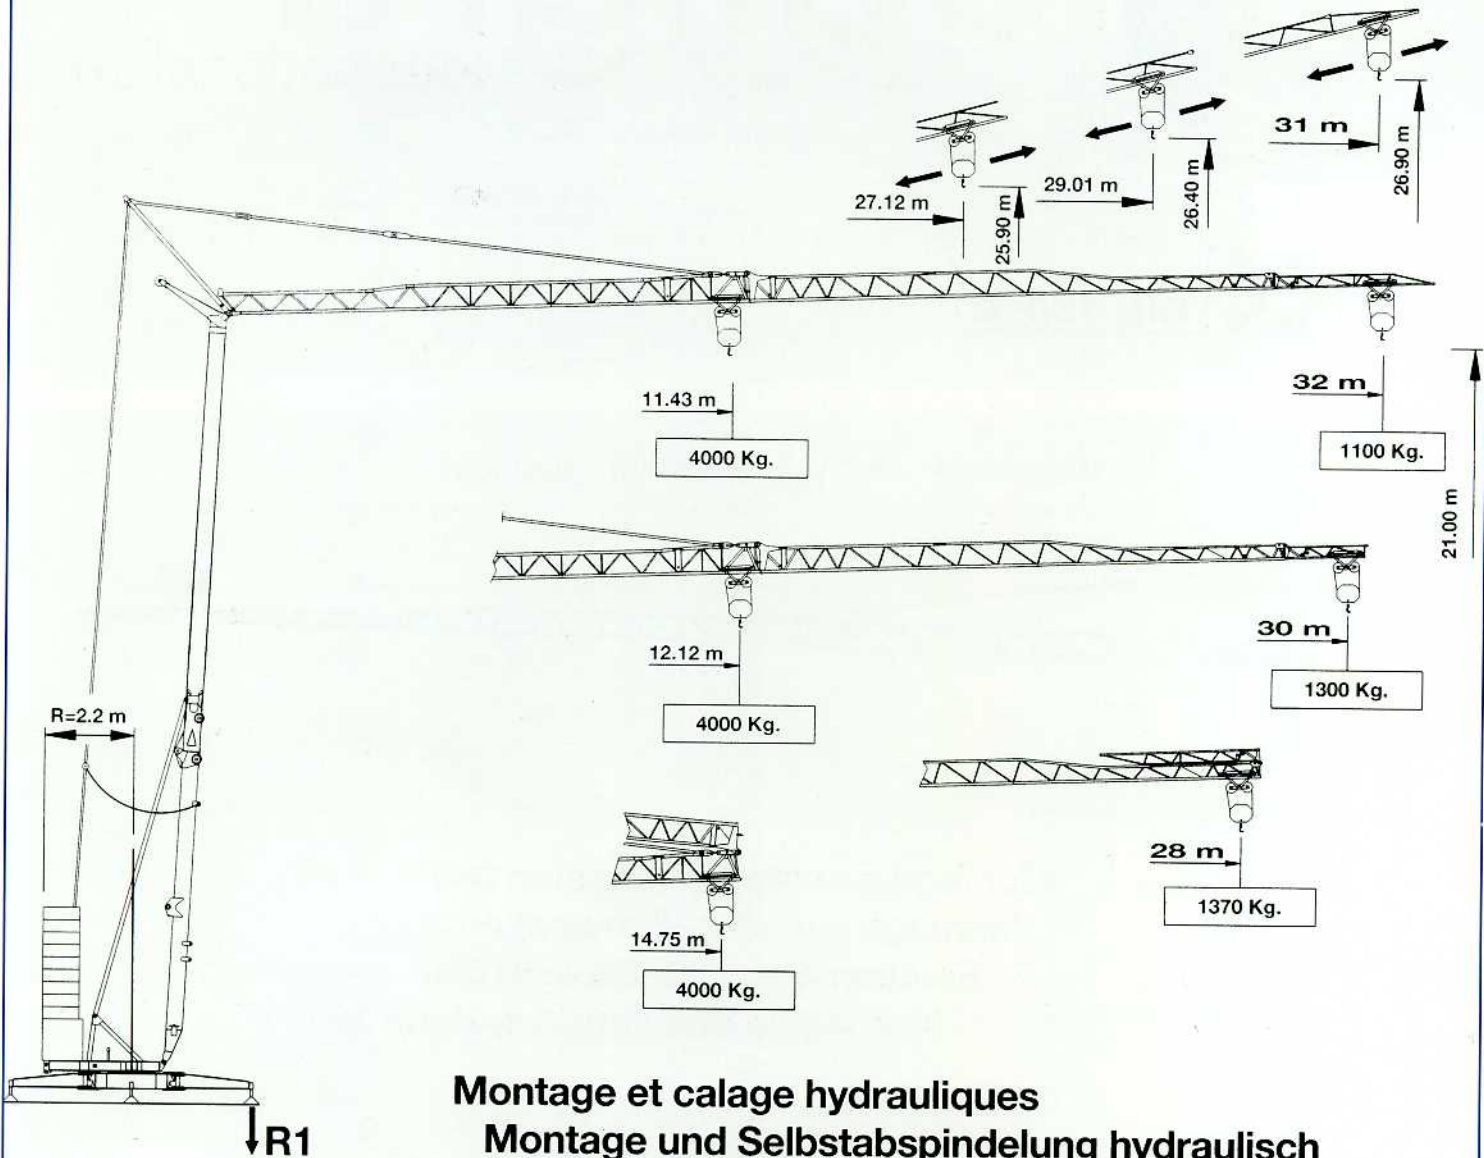 31 m
26.90 m
29.01 m
26.40 m
27.12 m
25.90 m
11.43 m
4000 Kg.
32 m
1100 Kg.
21.00 m
12.12 m
4000 Kg.
30 m
1300 Kg.
R=2.2 m
28 m
1370 Kg.
14.75 m
4000 Kg.
Montage et calage hydrauliques
R1
Montage und Selbstabspindelung hydraulisch